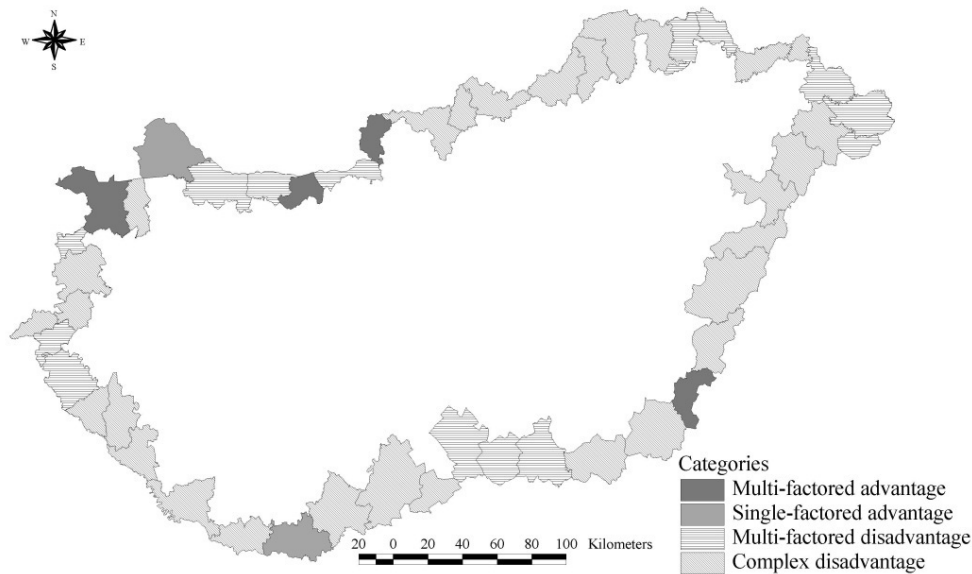 N
W E
S
Categories
Multi-factored advantage
Single-factored advantage
Multi-factored disadvantage
Complex disadvantage
20 0 20 40 60 80 100 Kilometers